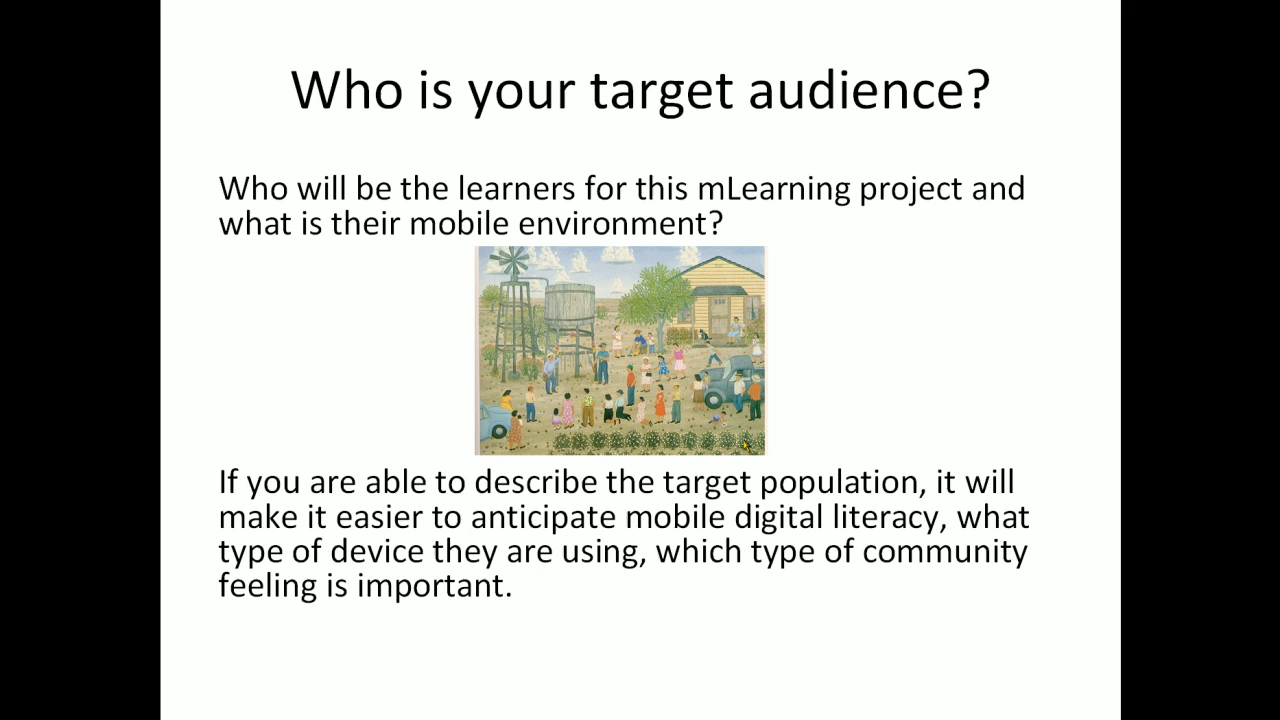 Who is your target audience?
Who will be the learners for this mLearning project and
what is their mobile environment?
If you are able to describe the target population, it will
make it easier to anticipate mobile digital literacy, what
type of device they are using, which type of community
feeling is important.